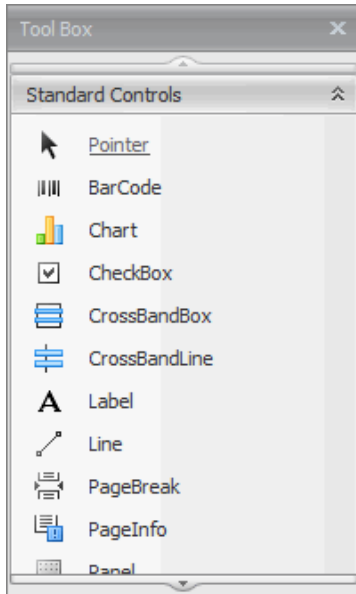 Tool Box
Standard Controls
Pointer
BarCode
Chart
CheckBox
CrossBandBox
CrossBandLine
Label
Line
PageBreak
PageInfo
Panel